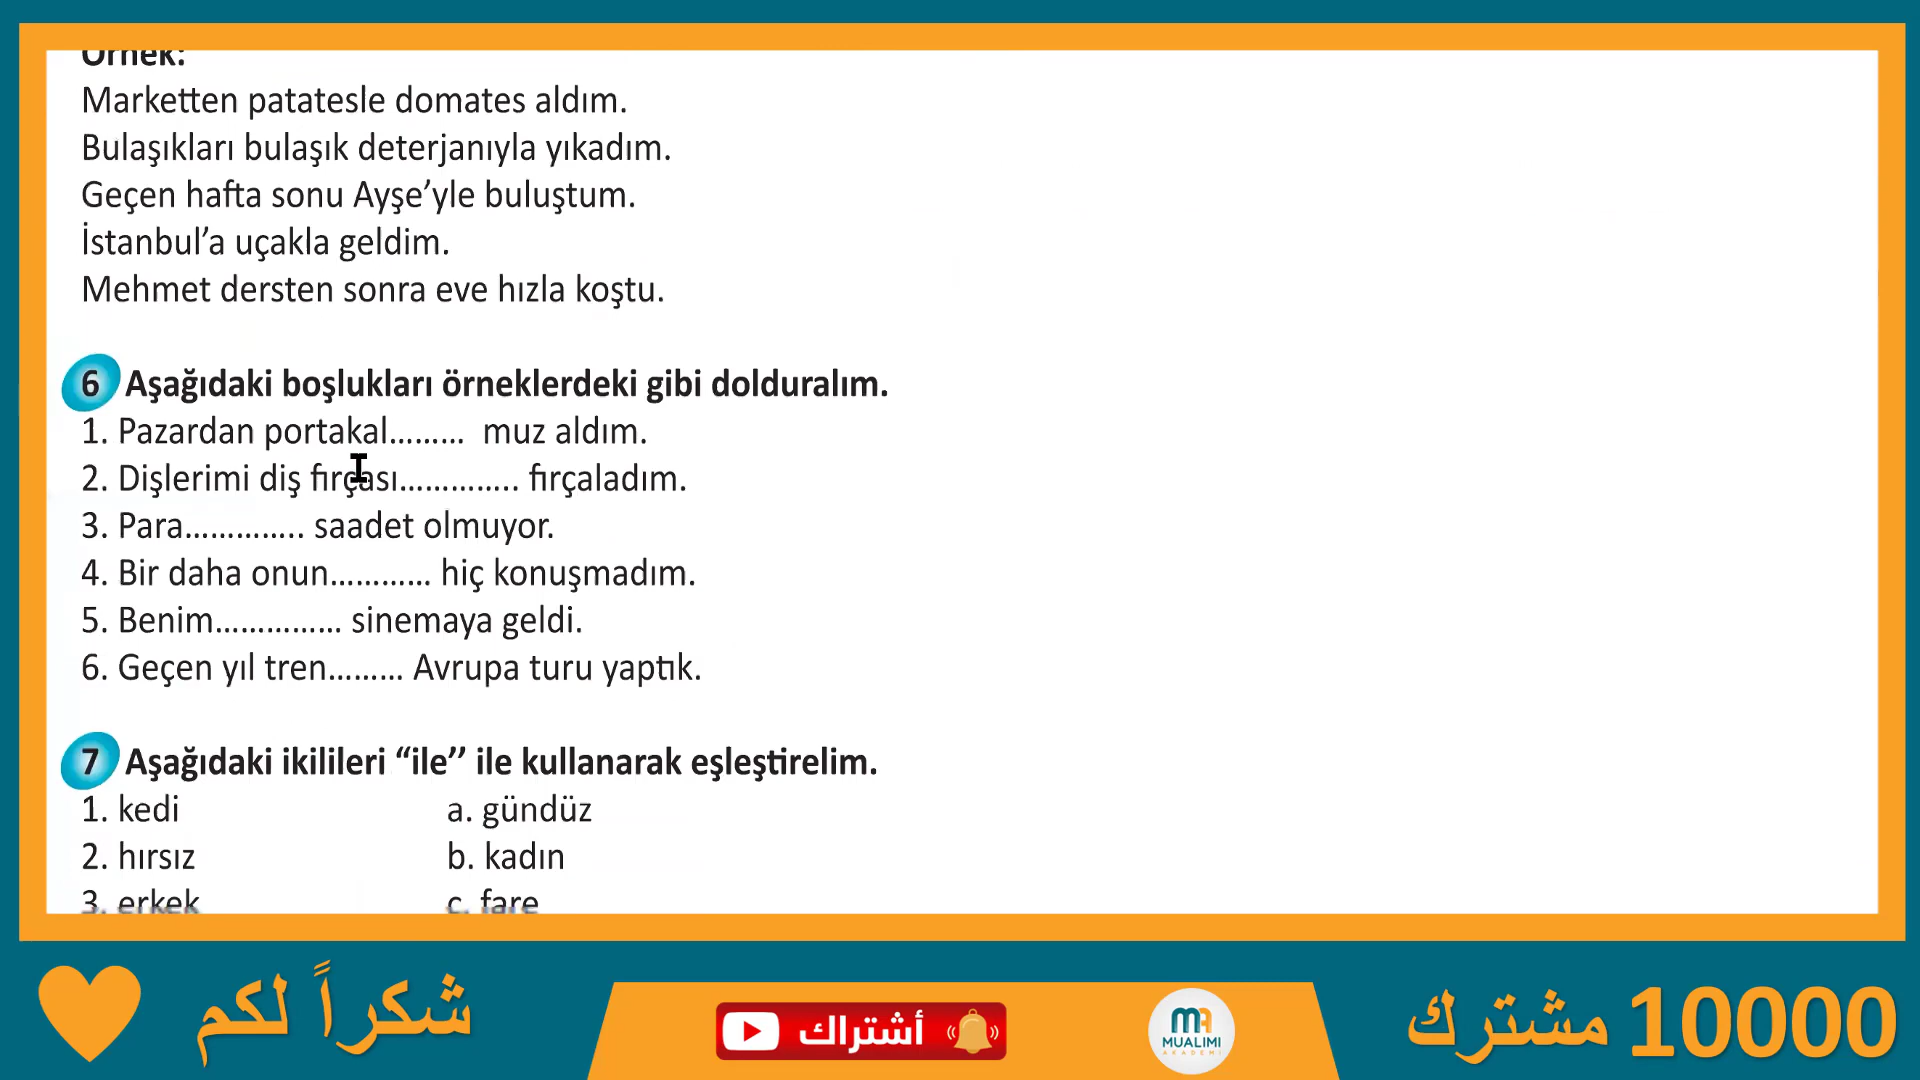 Örnek:
Marketten patatesle domates aldım.
Bulaşıkları bulaşık deterjanıyla yıkadım.
Geçen hafta sonu Ayşe’yle buluştum.
İstanbul’a uçakla geldim.
Mehmet dersten sonra eve hızla koştu.
6 Aşağıdaki boşlukları örneklerdeki gibi dolduralım.
1. Pazardan portakal......... muz aldım.
2. Dişlerimi diş fırçası.............. fırçaladım.
3. Para.............. saadet olmuyor.
4. Bir daha onun............ hiç konuşmadım.
5. Benim............... sinemaya geldi.
6. Geçen yıl tren......... Avrupa turu yaptık.
7 Aşağıdaki ikilileri “ile’’ ile kullanarak eşleştirelim.
1. kedi a. gündüz
2. hırsız b. kadın
3. erkek c. fare
شكراً لكم
أشتراك
MUALIMI
AKADEMI
10000 مشترك